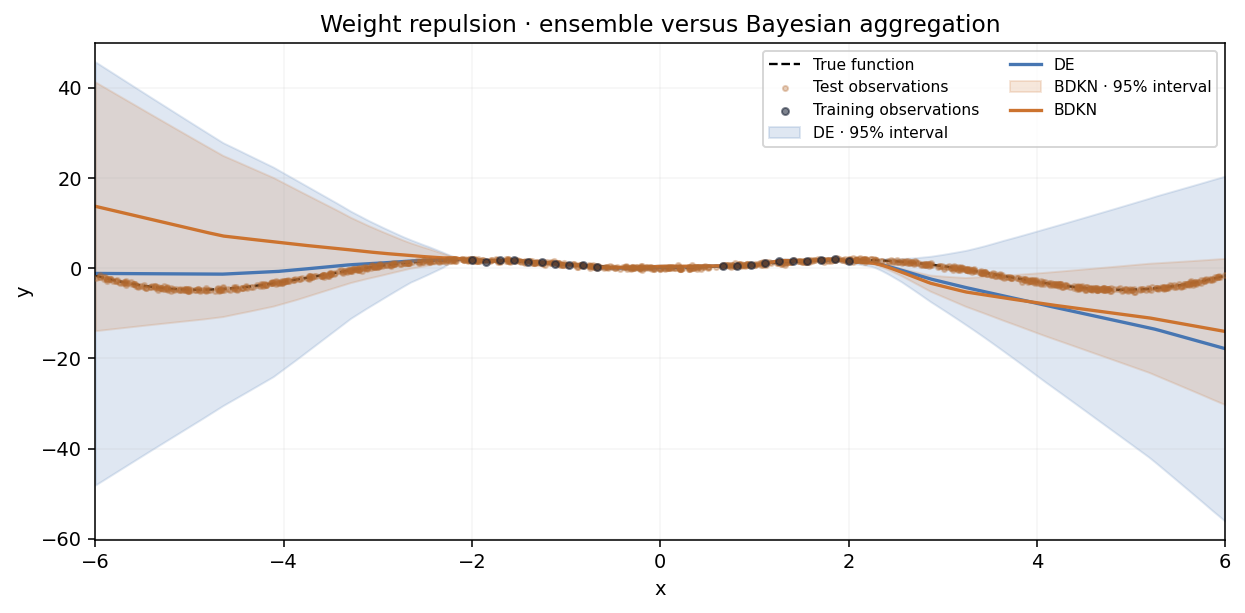 Weight repulsion · ensemble versus Bayesian aggregation
True function
Test observations
Training observations
DE · 95% interval
DE
BDKN · 95% interval
BDKN
y
40
20
0
−20
−40
−60
−6
−4
−2
0
2
4
6
x